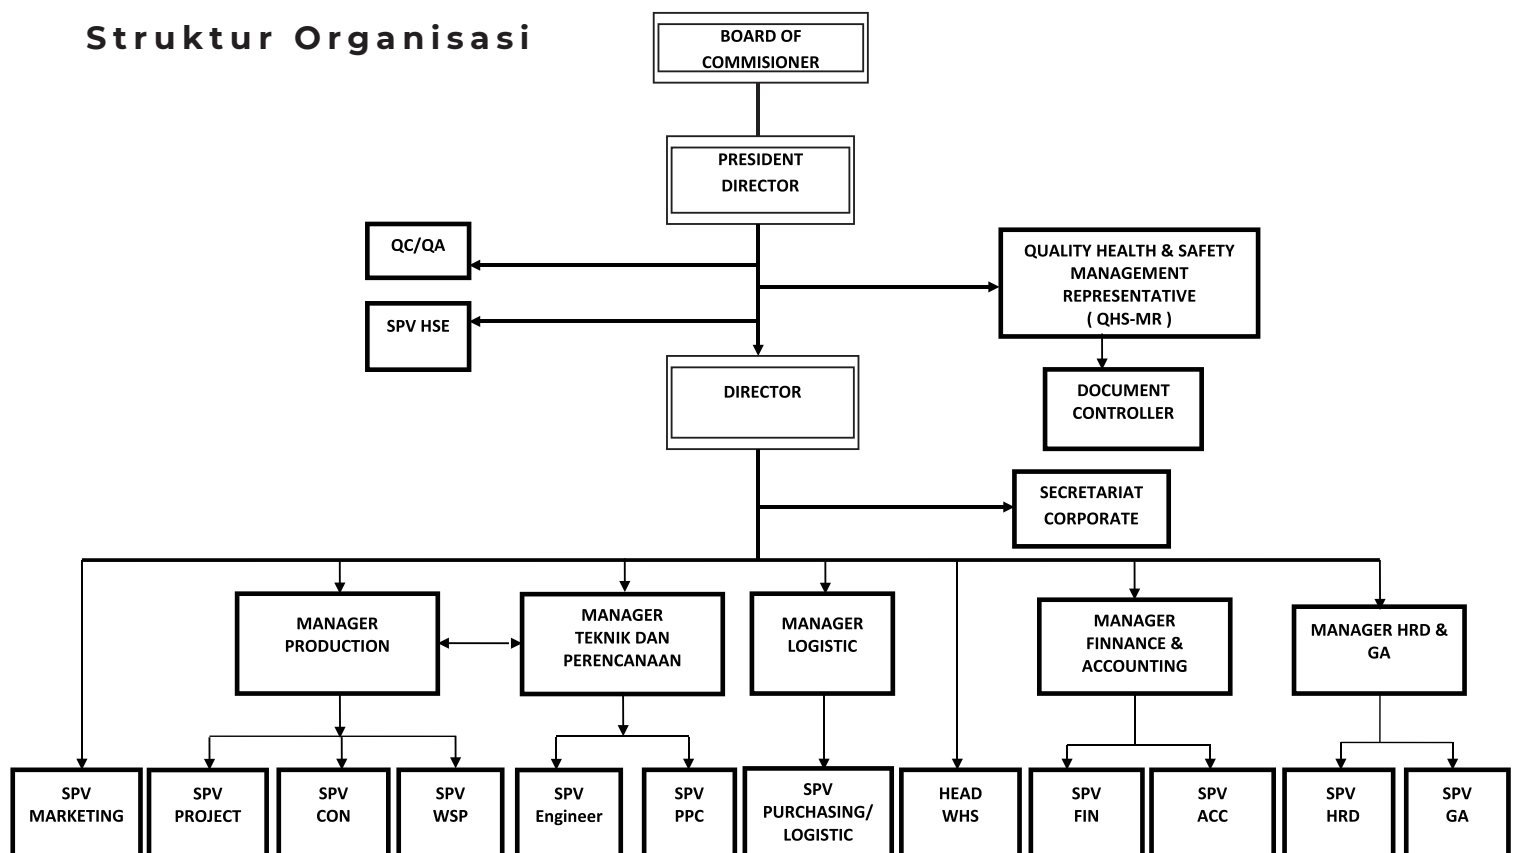 Struktur Organisasi
BOARD OF
COMMISIONER
PRESIDENT
DIRECTOR
QC/QA
QUALITY HEALTH & SAFETY
MANAGEMENT
REPRESENTATIVE
( QHS-MR )
SPV HSE
DIRECTOR
DOCUMENT
CONTROLLER
SECRETARIAT
CORPORATE
MANAGER
PRODUCTION
MANAGER
TEKNIK DAN
PERENCANAAN
MANAGER
LOGISTIC
MANAGER
FINNANCE &
ACCOUNTING
MANAGER HRD &
GA
SPV
MARKETING
SPV
PROJECT
SPV
CON
SPV
WSP
SPV
Engineer
SPV
PPC
SPV
PURCHASING/
LOGISTIC
HEAD
WHS
SPV
FIN
SPV
ACC
SPV
HRD
SPV
GA